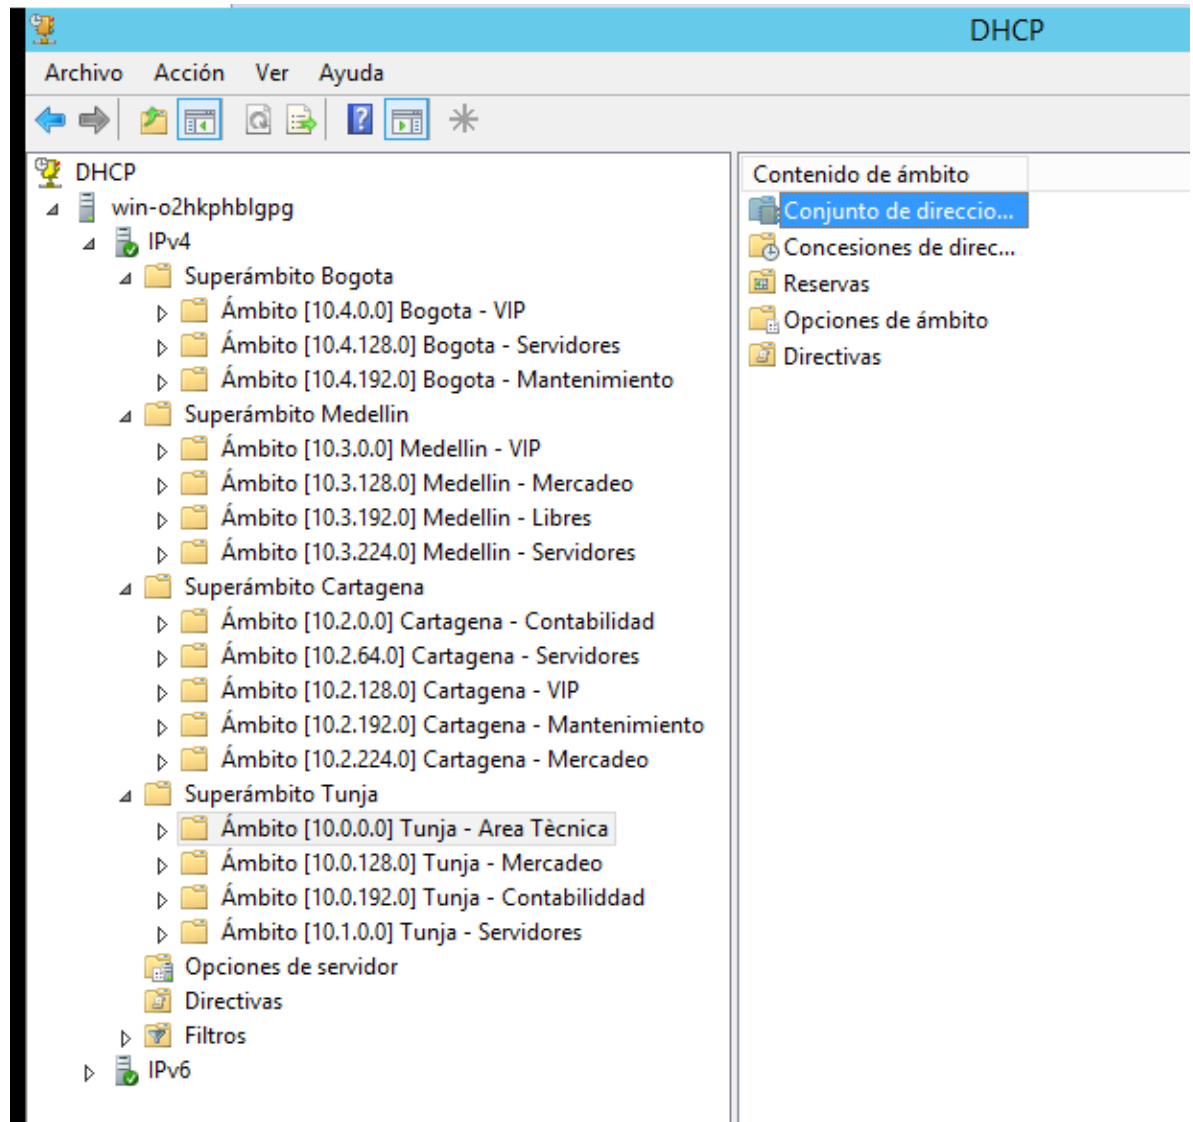 DHCP
Archivo Acción Ver Ayuda
DHCP
win-o2hkphblgpg
IPv4
Superámbito Bogota
Ámbito [10.4.0.0] Bogota - VIP
Ámbito [10.4.128.0] Bogota - Servidores
Ámbito [10.4.192.0] Bogota - Mantenimiento
Superámbito Medellin
Ámbito [10.3.0.0] Medellin - VIP
Ámbito [10.3.128.0] Medellin - Mercadeo
Ámbito [10.3.192.0] Medellin - Libres
Ámbito [10.3.224.0] Medellin - Servidores
Superámbito Cartagena
Ámbito [10.2.0.0] Cartagena - Contabilidad
Ámbito [10.2.64.0] Cartagena - Servidores
Ámbito [10.2.128.0] Cartagena - VIP
Ámbito [10.2.192.0] Cartagena - Mantenimiento
Ámbito [10.2.224.0] Cartagena - Mercadeo
Superámbito Tunja
Ámbito [10.0.0.0] Tunja - Area Tècnica
Ámbito [10.0.128.0] Tunja - Mercadeo
Ámbito [10.0.192.0] Tunja - Contabiliddad
Ámbito [10.1.0.0] Tunja - Servidores
Opciones de servidor
Directivas
Filtros
IPv6
Contenido de ámbito
Conjunto de direccio...
Concesiones de direc...
Reservas
Opciones de ámbito
Directivas